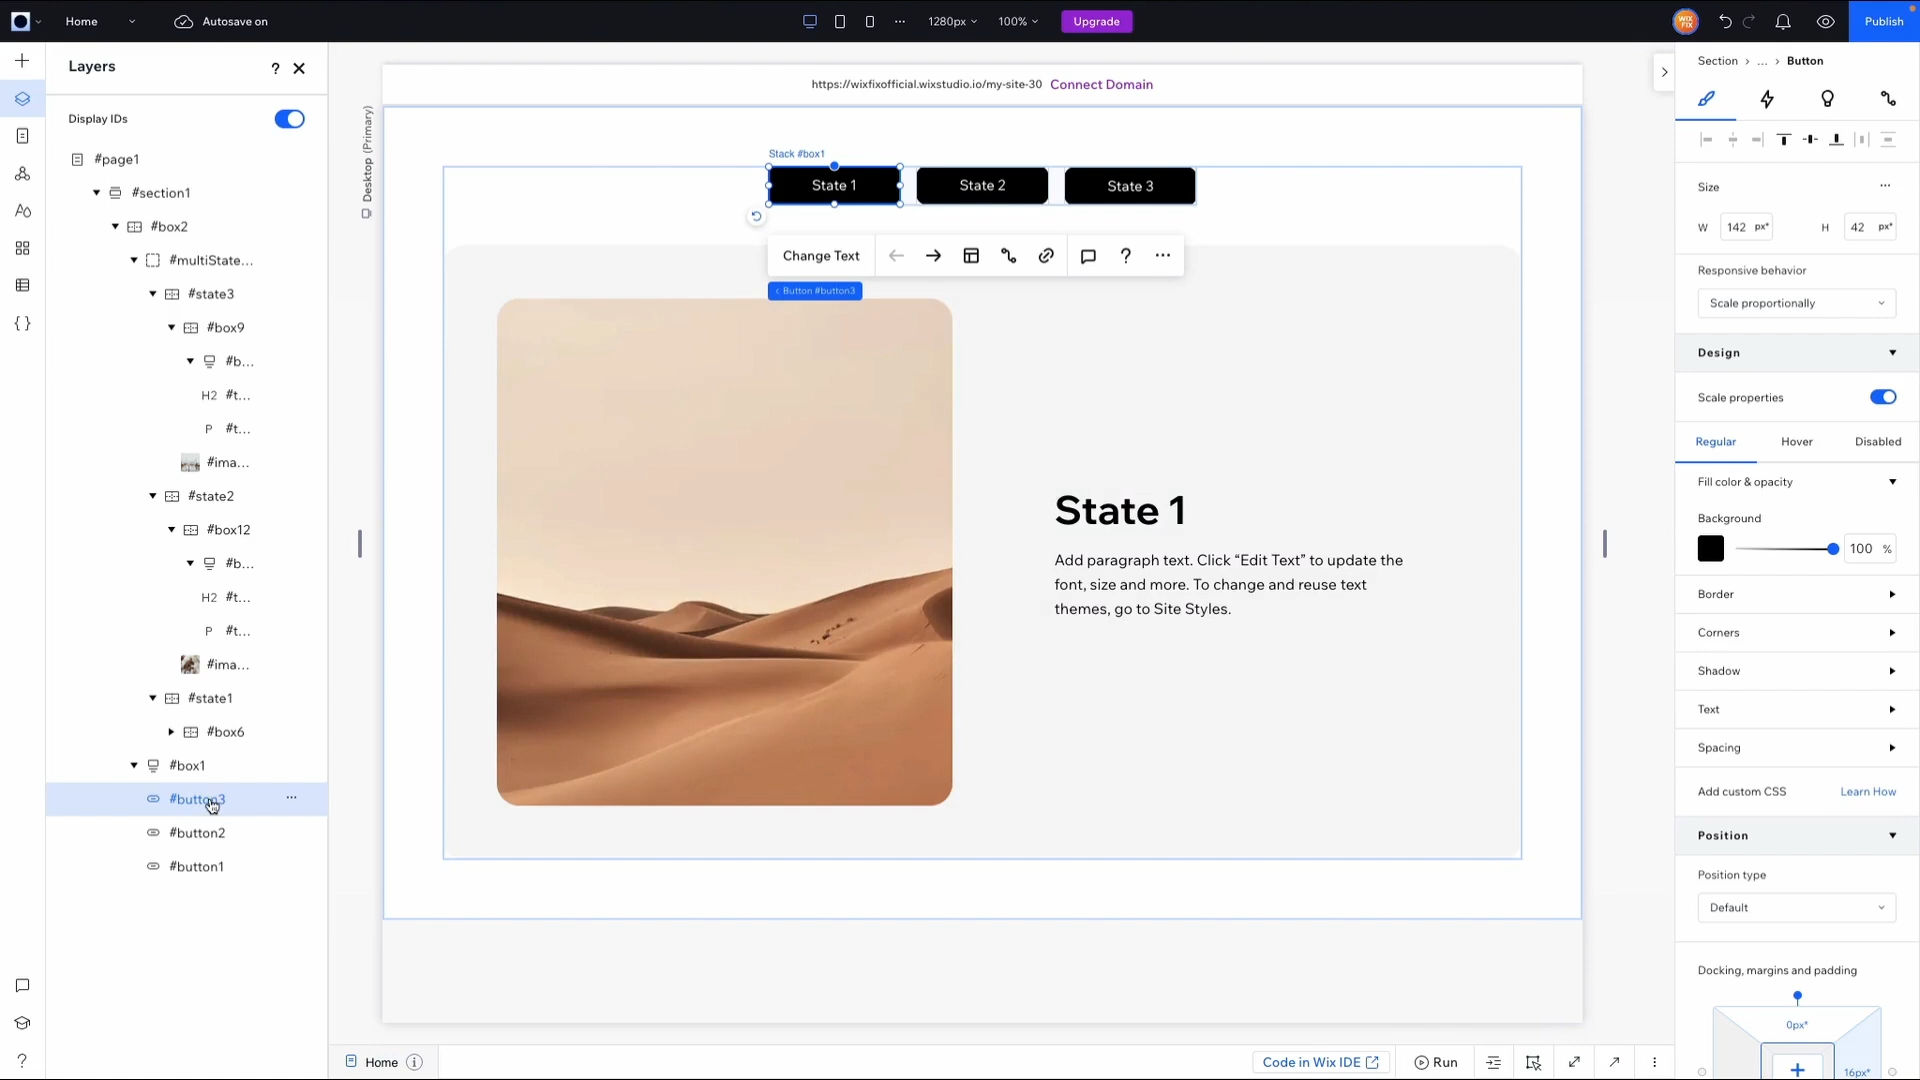 Home
Autosave on
1280px
100%
Upgrade
WIX FIX
Publish
Layers
?
Display IDs
#page1
#section1
#box2
#multiState...
#state3
#box9
#b...
H2 #t...
P #t...
#ima...
#state2
#box12
#b...
H2 #t...
P #t...
#ima...
#state1
#box6
#box1
#button3
#button2
#button1
https://wixfixofficial.wixstudio.io/my-site-30 Connect Domain
Desktop (Primary)
Stack #box1
State 1
State 2
State 3
Change Text
?
< Button #button3
State 1
Add paragraph text. Click “Edit Text” to update the
font, size and more. To change and reuse text
themes, go to Site Styles.
Section > ... > Button
Size
W 142 px*
H 42 px*
Responsive behavior
Scale proportionally
Design
Scale properties
Regular
Hover
Disabled
Fill color & opacity
Background
100 %
Border
Corners
Shadow
Text
Spacing
Add custom CSS
Learn How
Position
Position type
Default
Docking, margins and padding
0px*
16px*
?
Home
Code in Wix IDE
Run